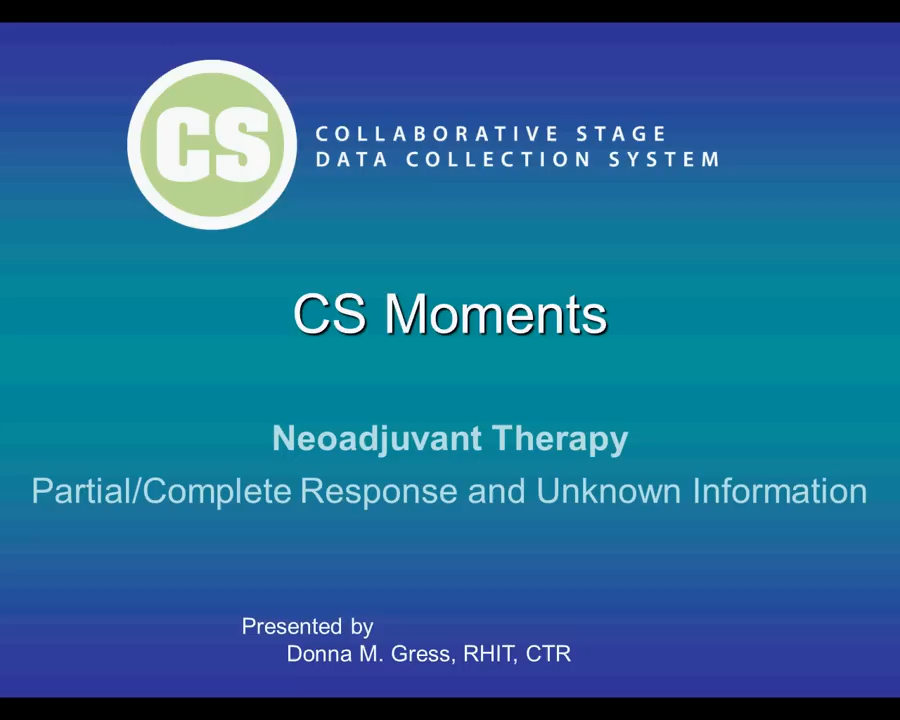 CS
COLLABORATIVE STAGE
DATA COLLECTION SYSTEM
CS Moments
Neoadjuvant Therapy
Partial/Complete Response and Unknown Information
Presented by
Donna M. Gress, RHIT, CTR